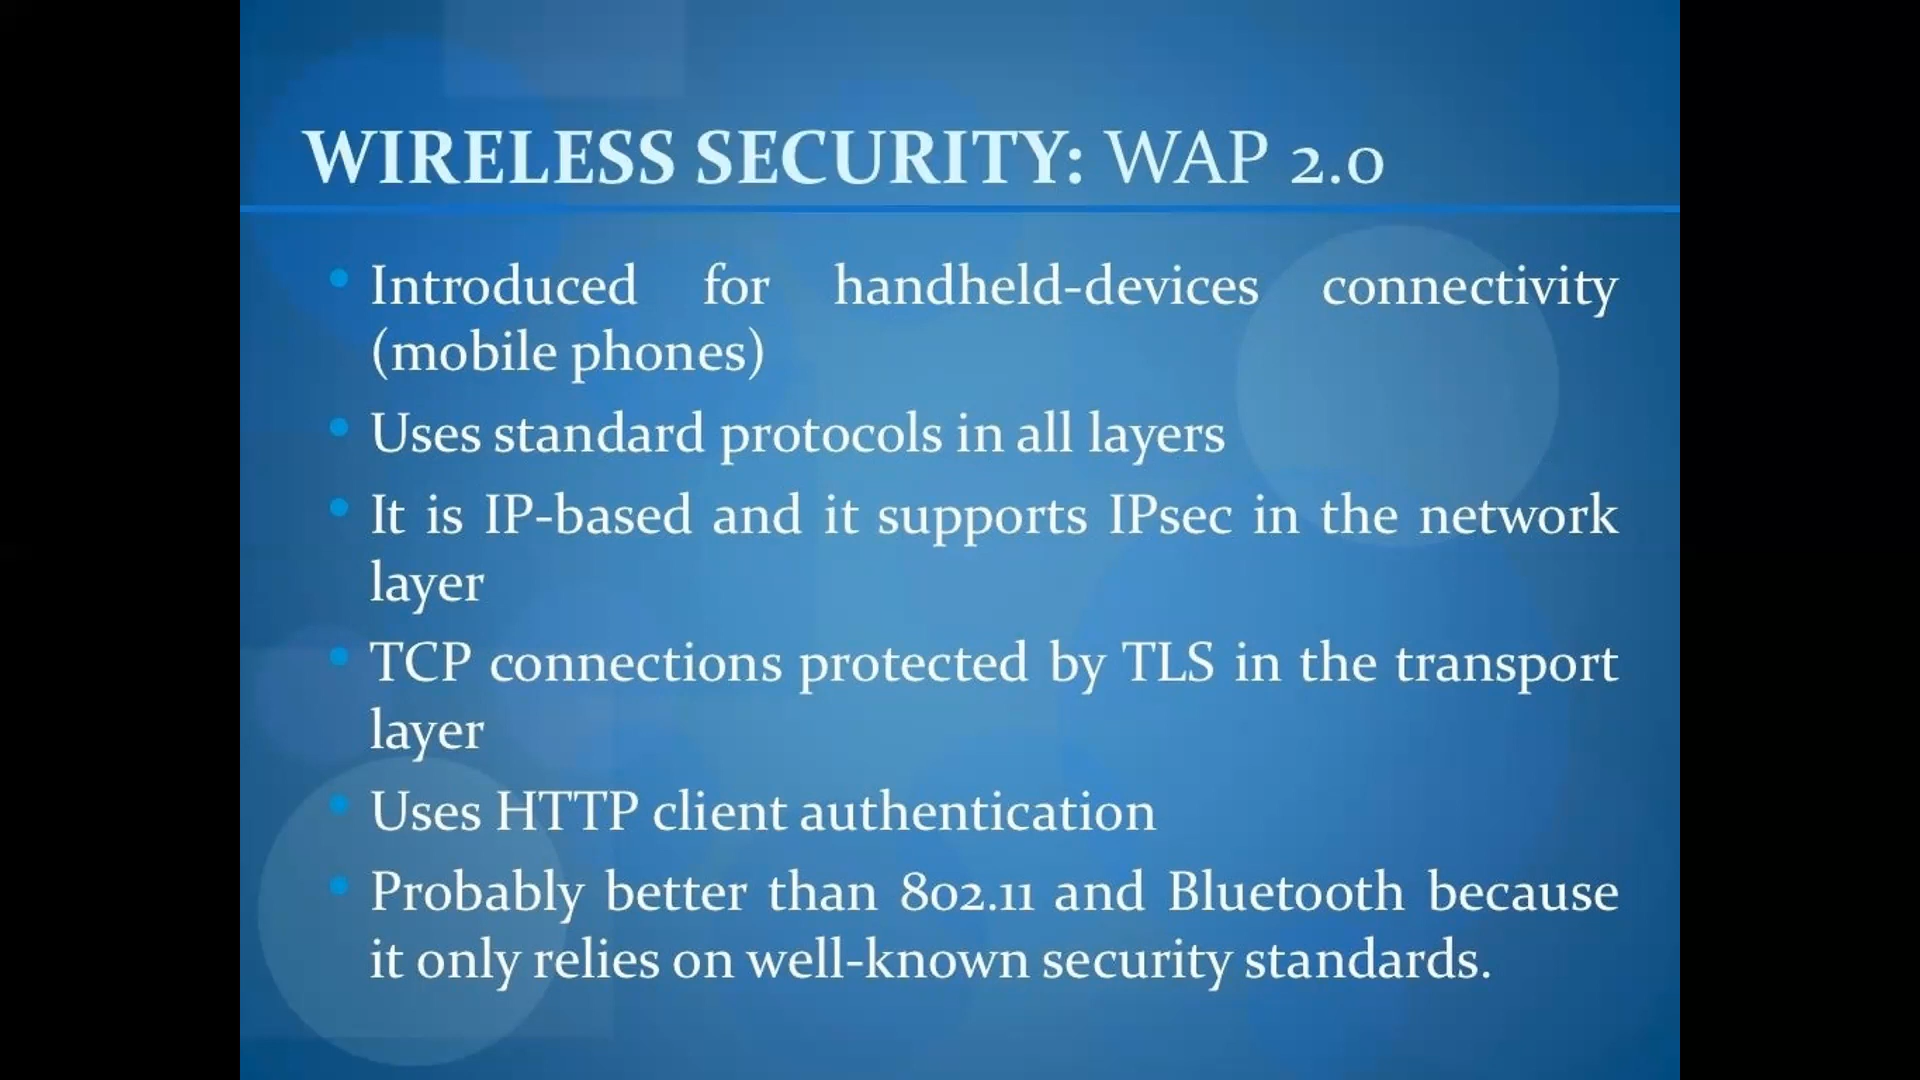 WIRELESS SECURITY: WAP 2.0
• Introduced for handheld-devices connectivity
(mobile phones)
• Uses standard protocols in all layers
• It is IP-based and it supports IPsec in the network
layer
• TCP connections protected by TLS in the transport
layer
• Uses HTTP client authentication
• Probably better than 802.11 and Bluetooth because
it only relies on well-known security standards.